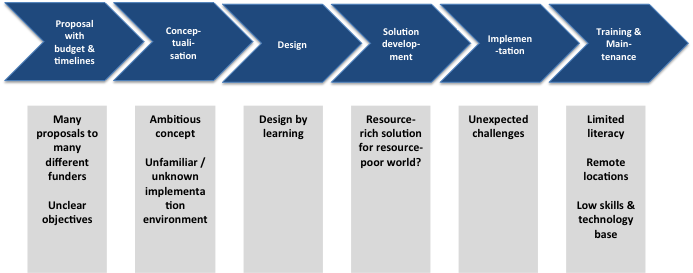 Proposal
with
budget &
timelines
Concep-
tuali-
sation
Design
Solution
develop-
ment
Implemen
-tation
Training &
Main-
tenance
Many
proposals to
many
different
funders
Unclear
objectives
Ambitious
concept
Unfamiliar /
unknown
implementa
tion
environment
Design by
learning
Resource-
rich solution
for resource-
poor world?
Unexpected
challenges
Limited
literacy
Remote
locations
Low skills &
technology
base